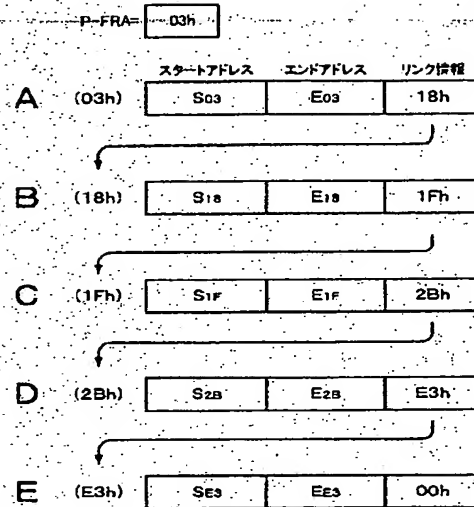 P-FRA= 03h
スタートアドレス エンドアドレス リンク情報
A (03h) S03 E03 18h
B (18h) S18 E18 1Fh
C (1Fh) S1F E1F 2Bh
D (2Bh) S2B E2B E3h
E (E3h) SE3 EE3 00h